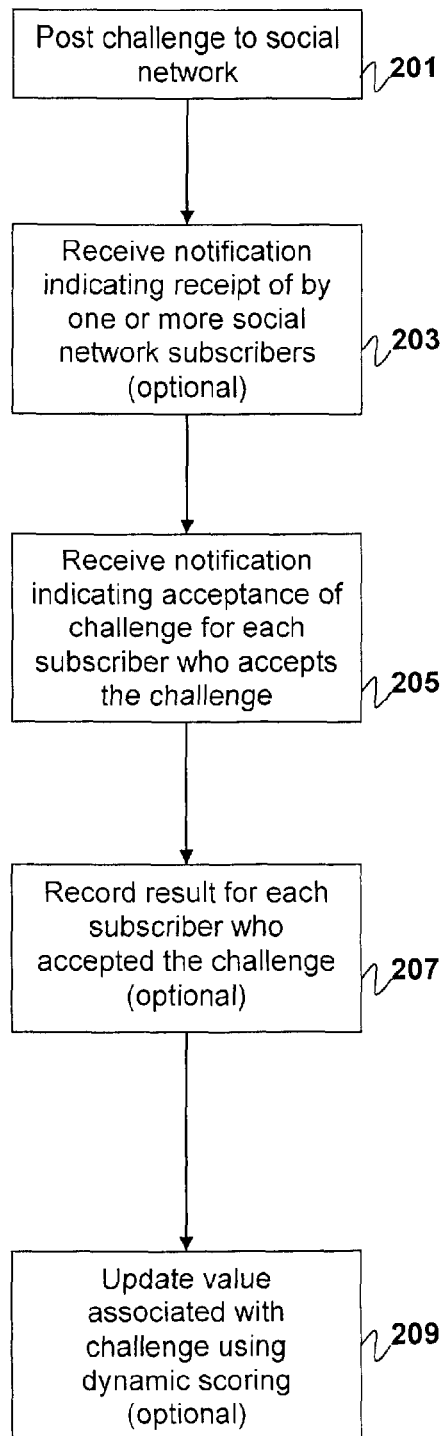 Post challenge to social
network
201
Receive notification
indicating receipt of by
one or more social
network subscribers
(optional)
203
Receive notification
indicating acceptance of
challenge for each
subscriber who accepts
the challenge
205
Record result for each
subscriber who
accepted the challenge
(optional)
207
Update value
associated with
challenge using
dynamic scoring
(optional)
209